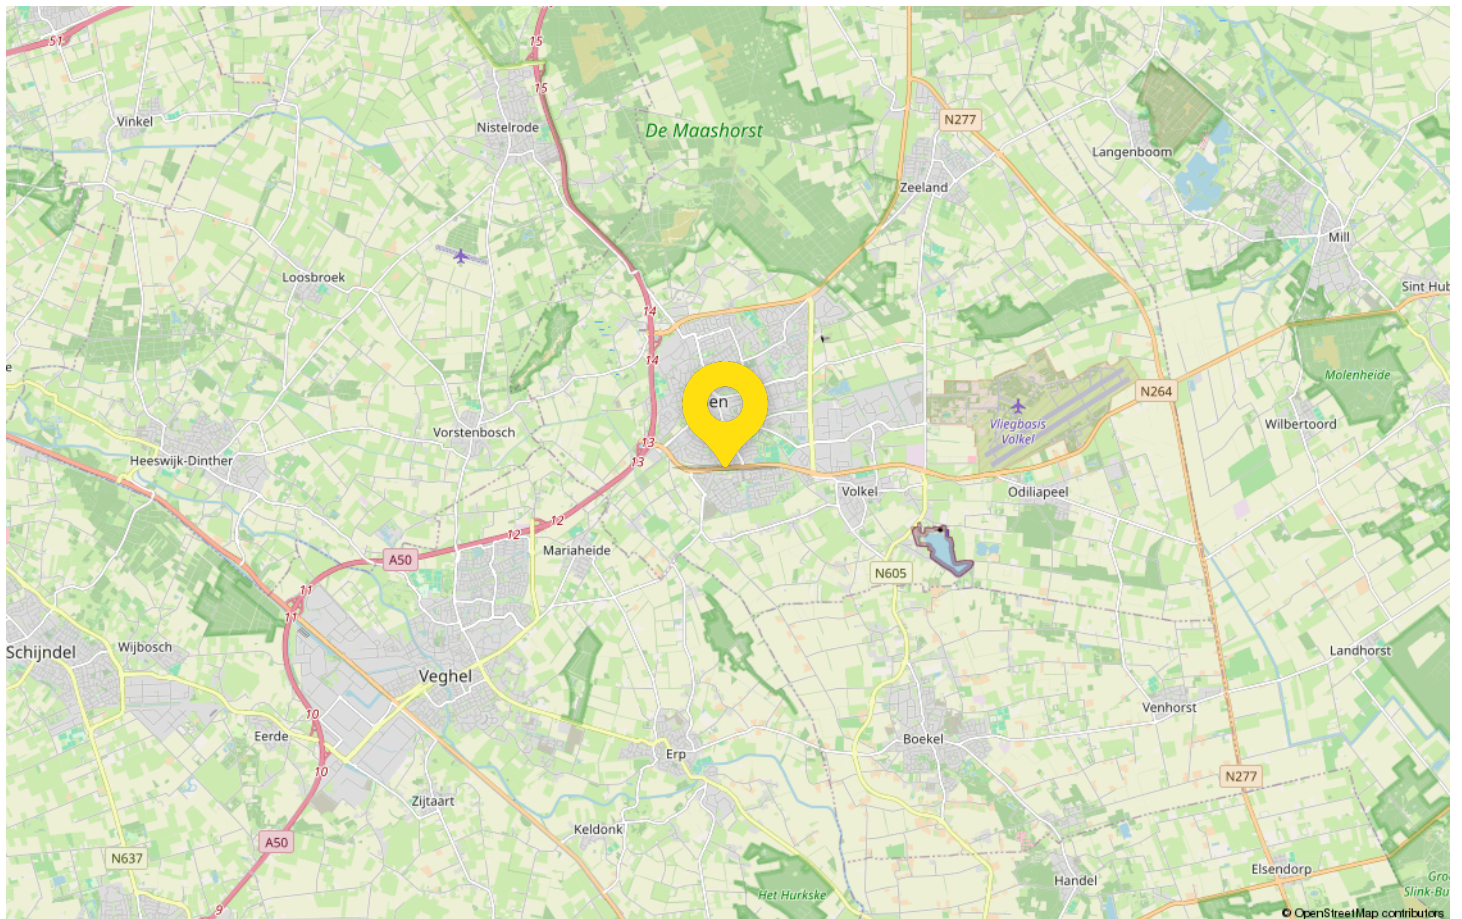 51
15
15
Vinkel
Nistelrode
De Maashorst
N277
Langenboom
Zeeland
Mill
Loosbroek
Sint Hub
14
14
e
Molenheide
N264
en
Vliegbasis
Volkel
Wilbertoord
Vorstenbosch
13
13
Heeswijk-Dinther
Volkel
Odiliapeel
12
12
Mariaheide
A50
N605
11
11
Schijndel
Wijbosch
Landhorst
Veghel
Venhorst
10
Eerde
Boekel
Erp
10
N277
Zijtaart
Keldonk
A50
N637
Elsendorp
Handel
Gro
Slink-Bu
Het Hurkske
9
© OpenStreetMap contributors